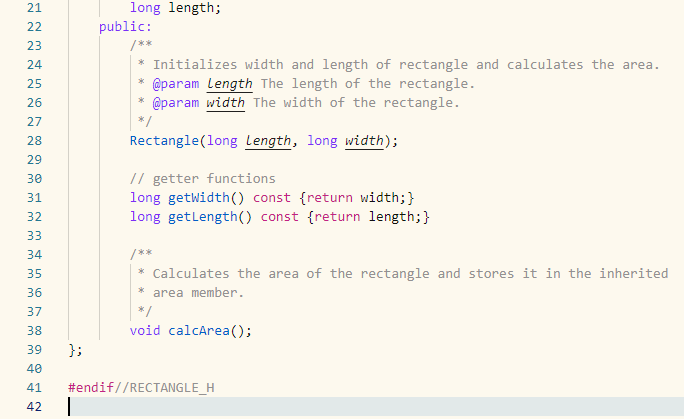 21 long length;
22 public:
23 /**
24 * Initializes width and length of rectangle and calculates the area.
25 * @param length The length of the rectangle.
26 * @param width The width of the rectangle.
27 */
28 Rectangle(long length, long width);
29
30 // getter functions
31 long getWidth() const {return width;}
32 long getLength() const {return length;}
33
34 /**
35 * Calculates the area of the rectangle and stores it in the inherited
36 * area member.
37 */
38 void calcArea();
39 };
40
41 #endif//RECTANGLE_H
42